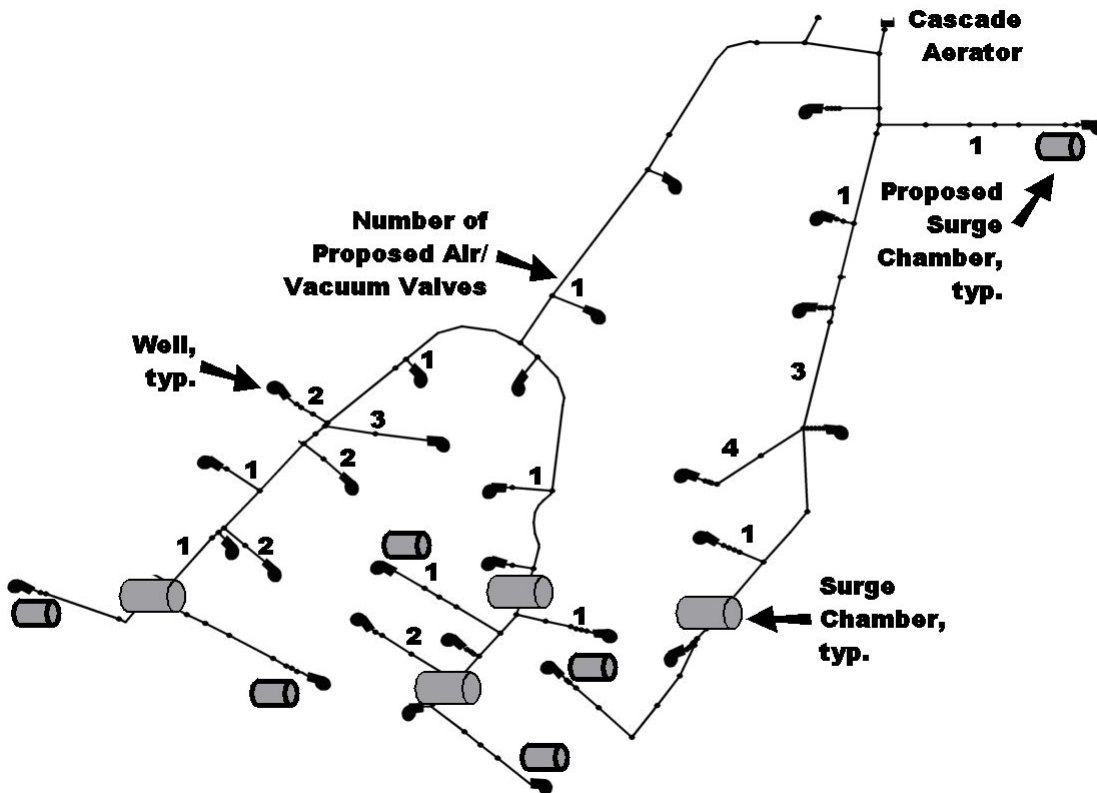 Cascade
Aerator
1
Proposed
Surge
Chamber,
typ.
1
Number of
Proposed Air/
Vacuum Valves
1
Well,
typ.
1
2
3
3
2
4
1
1
1
1
2
1
1
2
Surge
Chamber,
typ.
1